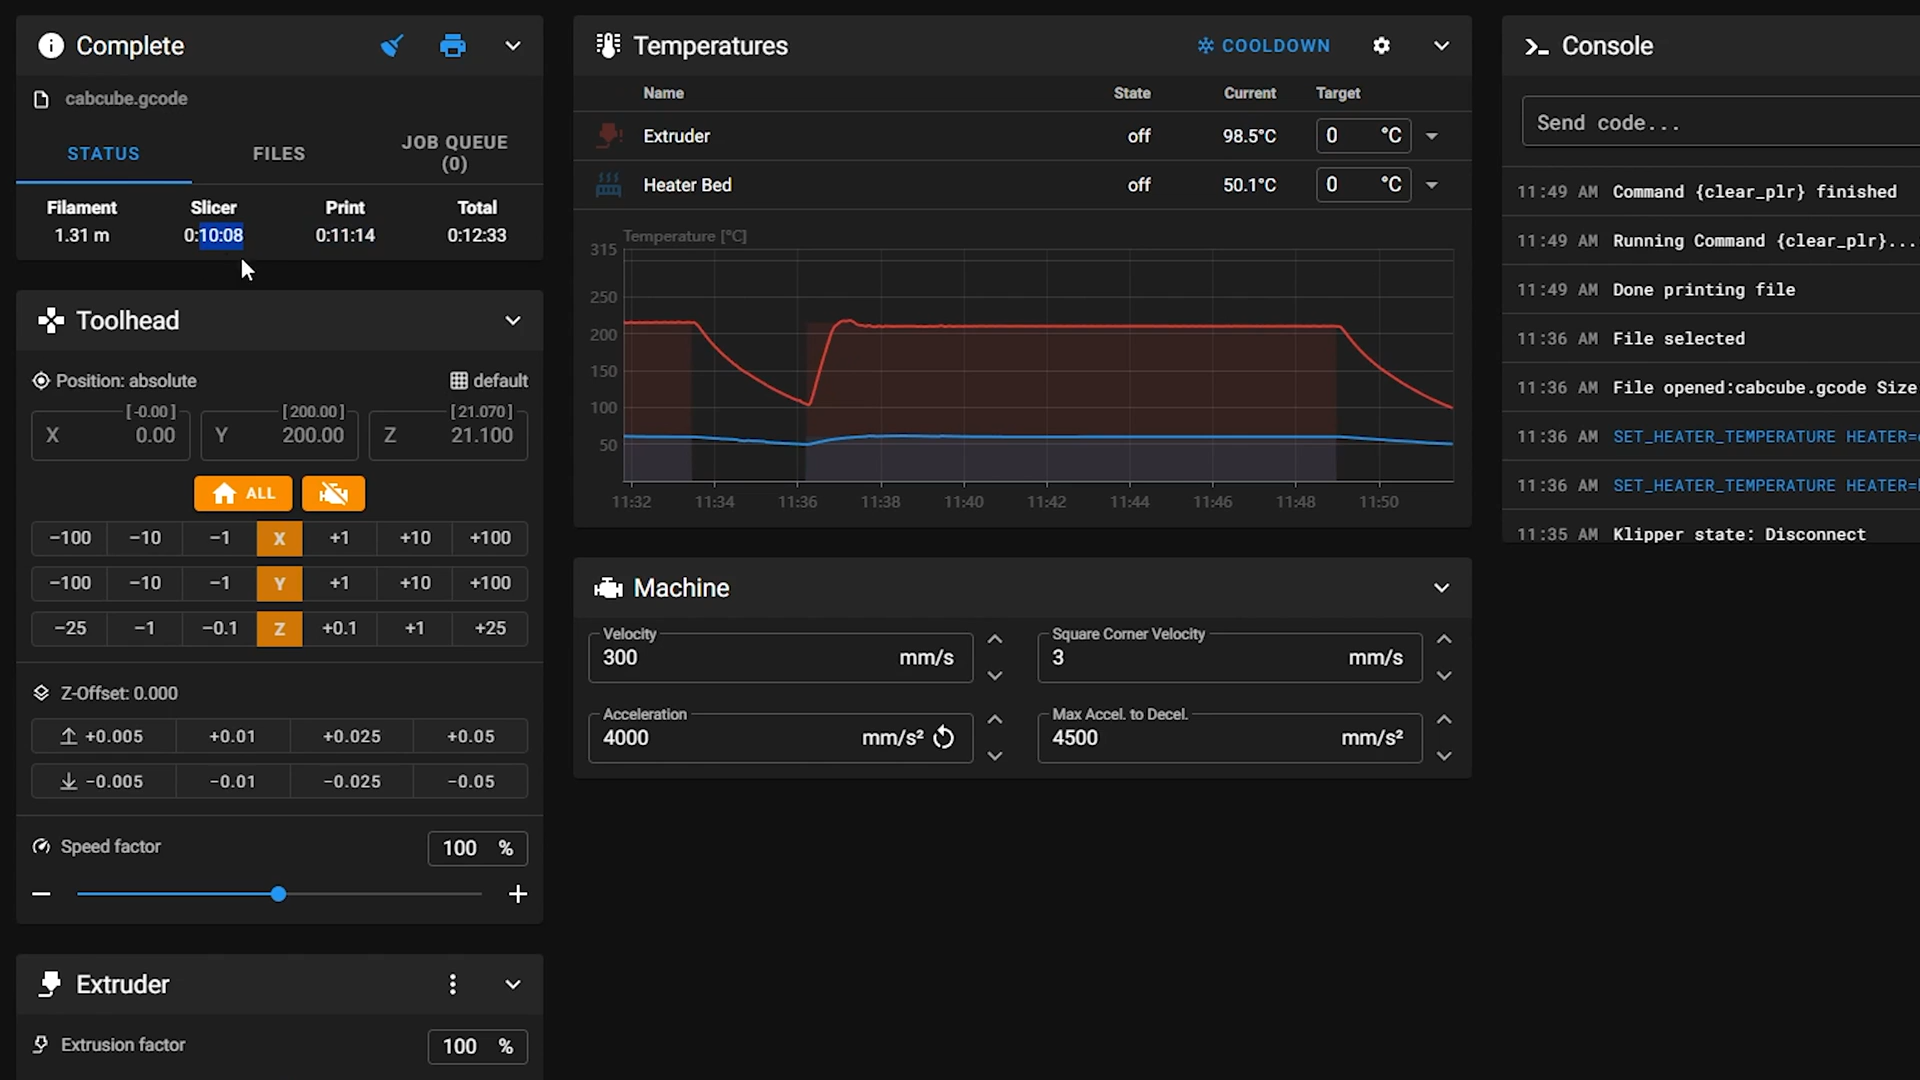 Complete
cabcube.gcode
STATUS
FILES
JOB QUEUE
(0)
Filament Slicer Print Total
1.31 m 0:10:08 0:11:14 0:12:33
Toolhead
Position: absolute
default
[-0.00] [200.00] [21.070]
X 0.00 Y 200.00 Z 21.100
ALL
-100 -10 -1 X +1 +10 +100
-100 -10 -1 Y +1 +10 +100
-25 -1 -0.1 Z +0.1 +1 +25
Z-Offset: 0.000
+0.005 +0.01 +0.025 +0.05
-0.005 -0.01 -0.025 -0.05
Speed factor 100 %
Extruder
Extrusion factor 100 %
Temperatures
COOLDOWN
Name State Current Target
Extruder off 98.5°C 0 °C
Heater Bed off 50.1°C 0 °C
Temperature [°C]
315
250
200
150
100
50
11:32 11:34 11:36 11:38 11:40 11:42 11:44 11:46 11:48 11:50
Machine
Velocity
300 mm/s
Square Corner Velocity
3 mm/s
Acceleration
4000 mm/s²
Max Accel. to Decel.
4500 mm/s²
>_ Console
Send code...
11:49 AM Command {clear_plr} finished
11:49 AM Running Command {clear_plr}...
11:49 AM Done printing file
11:36 AM File selected
11:36 AM File opened:cabcube.gcode Size
11:36 AM SET_HEATER_TEMPERATURE HEATER=
11:36 AM SET_HEATER_TEMPERATURE HEATER=
11:35 AM Klipper state: Disconnect